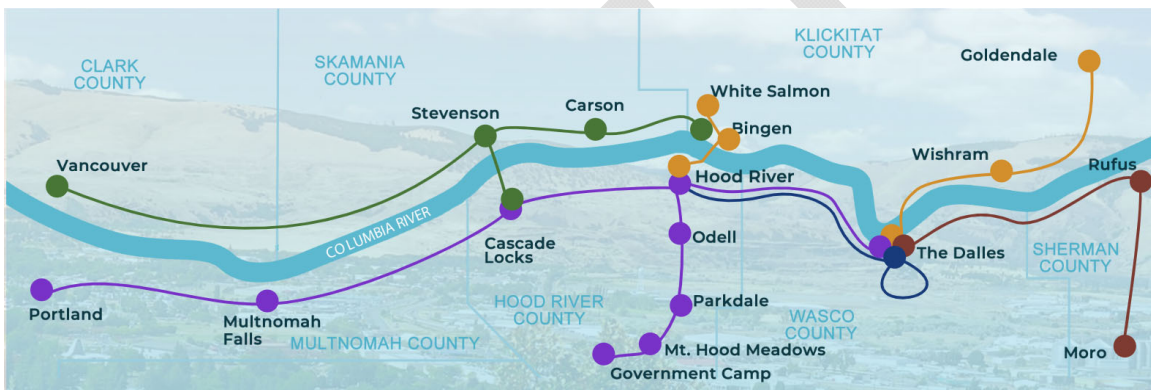 KLICKITAT
COUNTY
Goldendale
CLARK
COUNTY
SKAMANIA
COUNTY
White Salmon
Carson
Stevenson
Bingen
Vancouver
Wishram
Rufus
Hood River
COLUMBIA RIVER
Odell
Cascade
Locks
The Dalles
SHERMAN
COUNTY
Portland
Multnomah
Falls
HOOD RIVER
COUNTY
Parkdale
WASCO
COUNTY
MULTNOMAH COUNTY
Mt. Hood Meadows
Moro
Government Camp